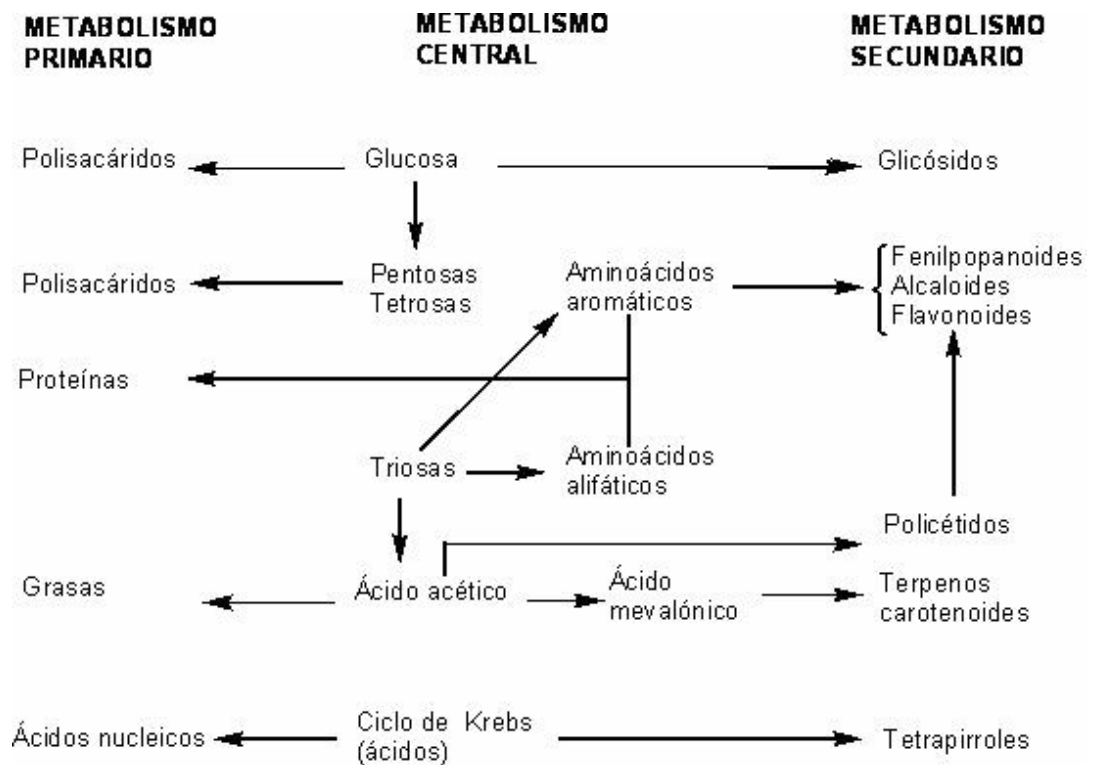 METABOLISMO
PRIMARIO
METABOLISMO
CENTRAL
METABOLISMO
SECUNDARIO
Polisacáridos
Glucosa
Glicósidos
Polisacáridos
Pentosas
Tetrosas
Aminoácidos
aromáticos
Fenilpopanoides
Alcaloides
Flavonoides
Proteínas
Triosas
Aminoácidos
alifáticos
Policétidos
Grasas
Ácido acético
Ácido
mevalónico
Terpenos
carotenoides
Ácidos nucleicos
Ciclo de Krebs
(ácidos)
Tetrapirroles